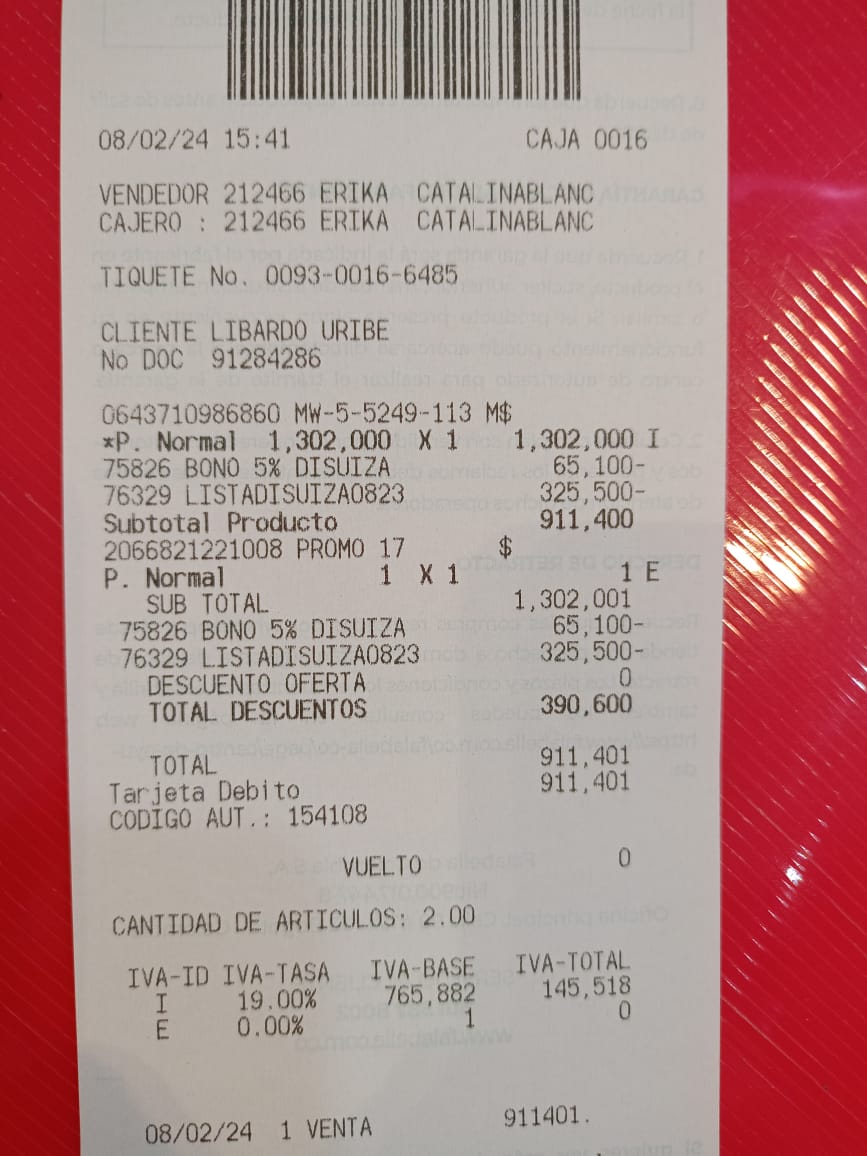 08/02/24 15:41 CAJA 0016
VENDEDOR 212466 ERIKA CATALINABLANC
CAJERO : 212466 ERIKA CATALINABLANC
TIQUETE No. 0093-0016-6485
CLIENTE LIBARDO URIBE
No DOC 91284286
0643710986860 MW-5-5249-113 M$
*P. Normal 1,302,000 X 1 1,302,000 I
75826 BONO 5% DISUIZA 65,100-
76329 LISTADISUIZA0823 325,500-
Subtotal Producto 911,400
2066821221008 PROMO 17 $
P. Normal 1 X 1 1 E
SUB TOTAL 1,302,001
75826 BONO 5% DISUIZA 65,100-
76329 LISTADISUIZA0823 325,500-
DESCUENTO OFERTA 0
TOTAL DESCUENTOS 390,600
TOTAL 911,401
Tarjeta Debito 911,401
CODIGO AUT.: 154108
VUELTO 0
CANTIDAD DE ARTICULOS: 2.00
IVA-ID IVA-TASA IVA-BASE IVA-TOTAL
I 19.00% 765,882 145,518
E 0.00% 1 0
08/02/24 1 VENTA 911401.